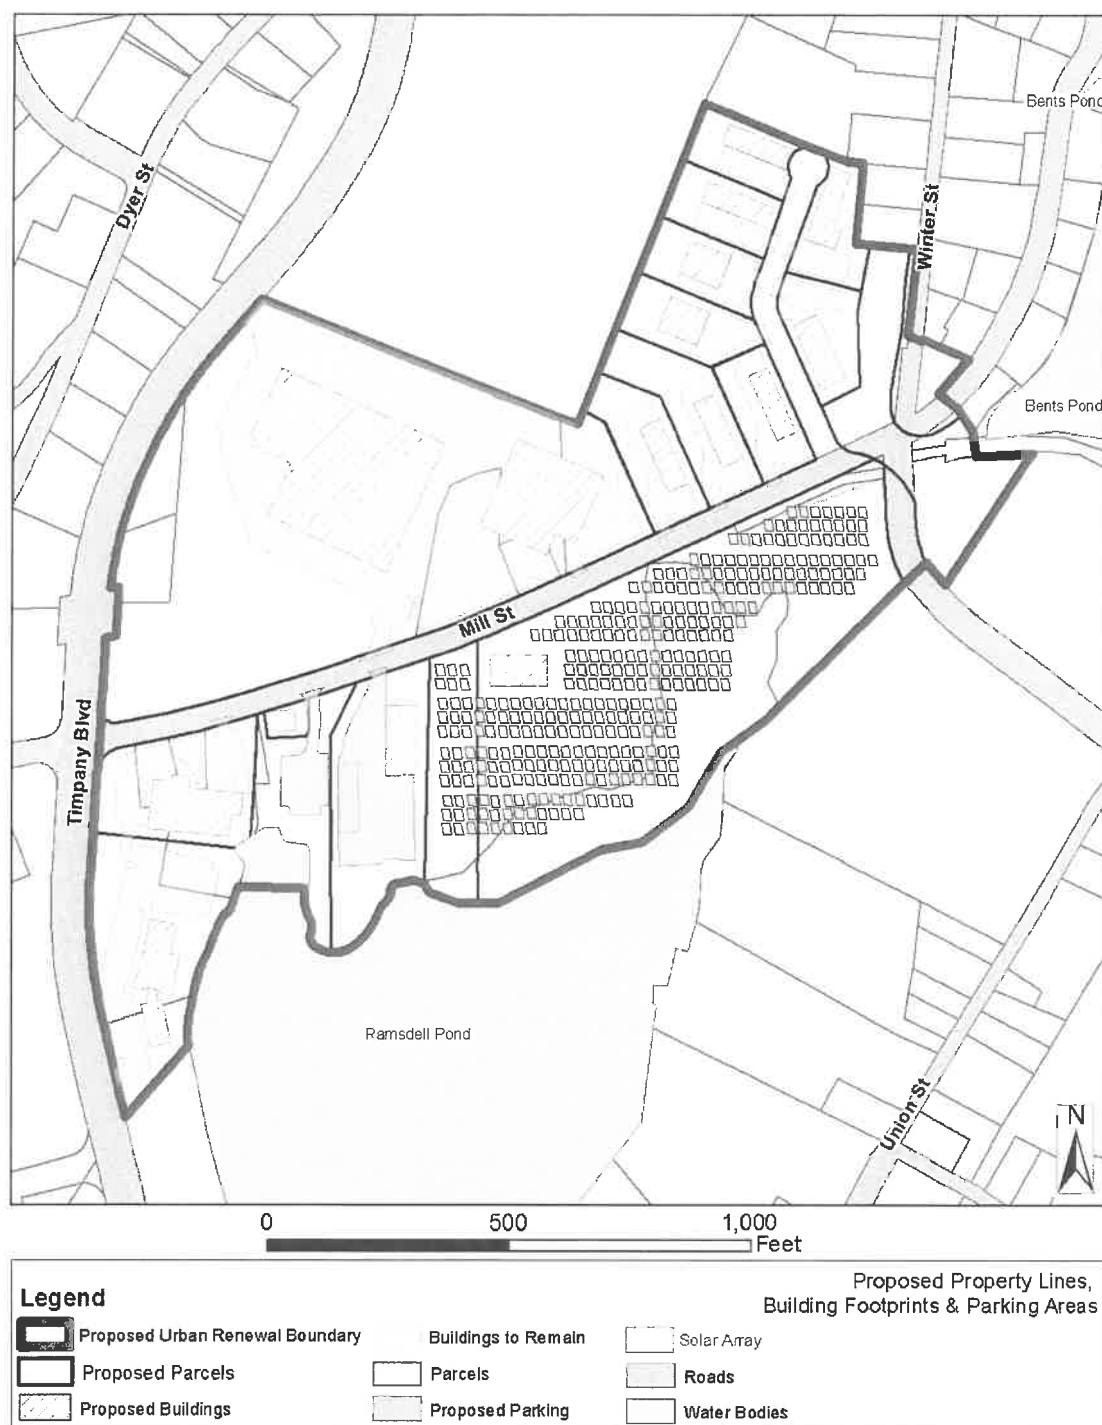 Bents Pond
Dyer St
Winter St
Bents Pond
Mill St
Timpany Blvd
Ramsdell Pond
Union St
N
0 500 1,000
Feet
Proposed Property Lines,
Building Footprints & Parking Areas
Legend
Proposed Urban Renewal Boundary
Buildings to Remain
Solar Array
Proposed Parcels
Parcels
Roads
Proposed Buildings
Proposed Parking
Water Bodies